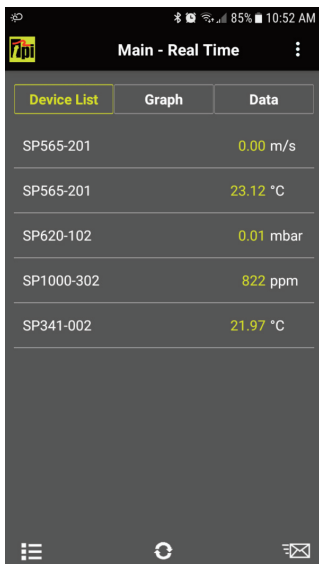 85% 10:52 AM
TPI Main - Real Time
Device List Graph Data
SP565-201 0.00 m/s
SP565-201 23.12 °C
SP620-102 0.01 mbar
SP1000-302 822 ppm
SP341-002 21.97 °C